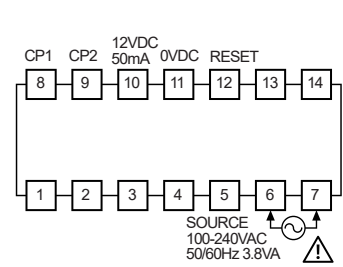 12VDC
CP1 CP2 50mA 0VDC RESET
8 9 10 11 12 13 14
1 2 3 4 5 6 7
SOURCE
100-240VAC
50/60Hz 3.8VA